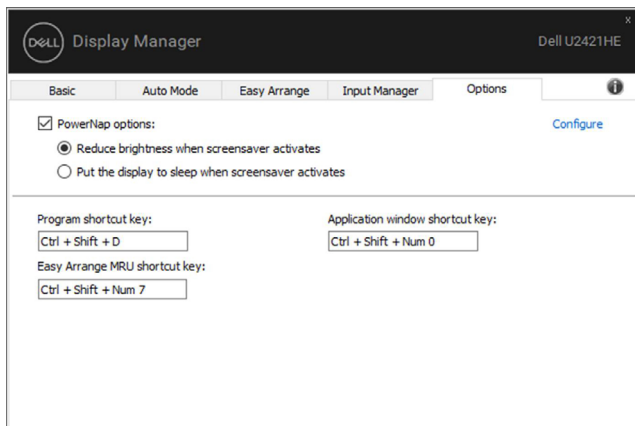 x
DELL Display Manager
Dell U2421HE
Basic Auto Mode Easy Arrange Input Manager Options i
PowerNap options: Configure
Reduce brightness when screensaver activates
Put the display to sleep when screensaver activates
Program shortcut key: Application window shortcut key:
Ctrl + Shift + D Ctrl + Shift + Num 0
Easy Arrange MRU shortcut key:
Ctrl + Shift + Num 7